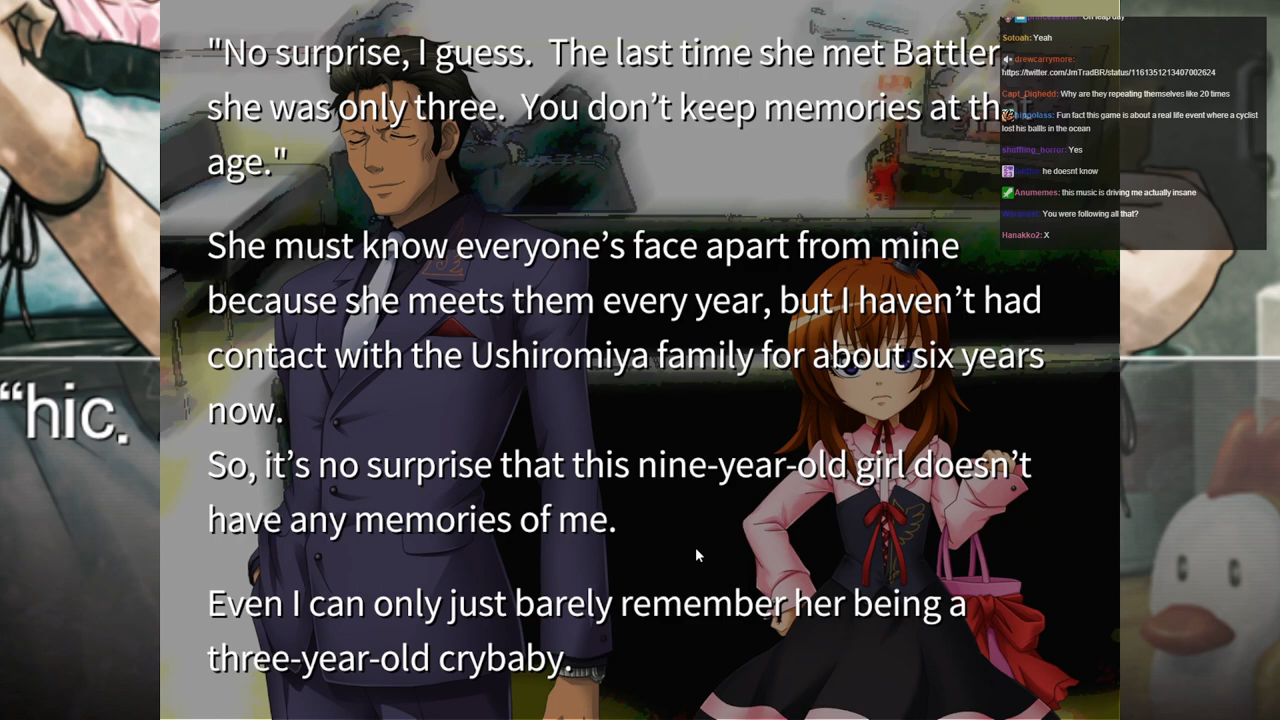 "No surprise, I guess.  The last time she met Battler
she was only three.  You don't keep memories at that
age."
She must know everyone's face apart from mine
because she meets them every year, but I haven't had
contact with the Ushiromiya family for about six years
now.
So, it's no surprise that this nine-year-old girl doesn't
have any memories of me.
Even I can only just barely remember her being a
three-year-old crybaby.
“hic.
On leap day
Sotoah: Yeah
drewcarrymore:
https://twitter.com/JmTradBR/status/1161351213407002624
Capt_Diqhedd: Why are they repeating themselves like 20 times
Fun fact this game is about a real life event where a cyclist
lost his ballls in the ocean
shuffling_horror: Yes
he doesnt know
Anumemes: this music is driving me actually insane
You were following all that?
Hanakko2: X